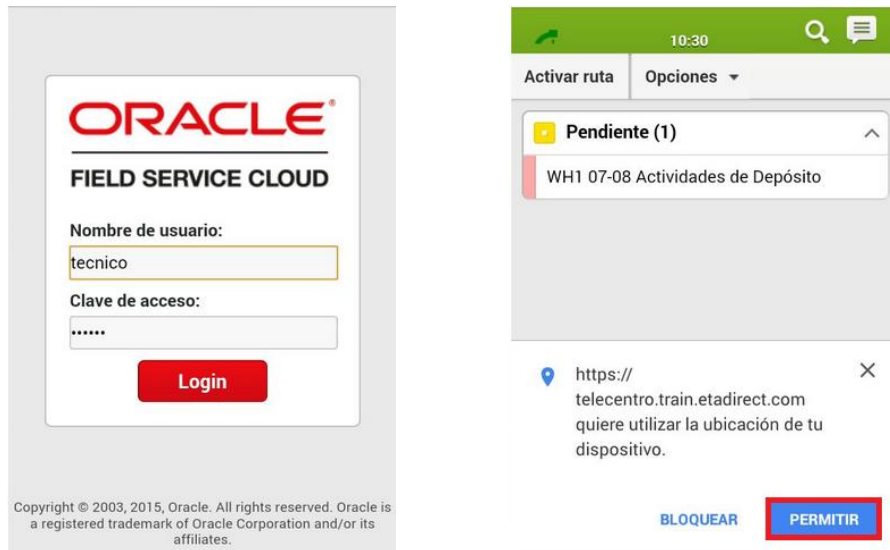 ORACLE®
FIELD SERVICE CLOUD
Nombre de usuario:
tecnico
Clave de acceso:
••••••
Login
Copyright © 2003, 2015, Oracle. All rights reserved. Oracle is
a registered trademark of Oracle Corporation and/or its
affiliates.
10:30
Activar ruta
Opciones
Pendiente (1)
WH1 07-08 Actividades de Depósito
https://
telecentro.train.etadirect.com
quiere utilizar la ubicación de tu
dispositivo.
BLOQUEAR
PERMITIR